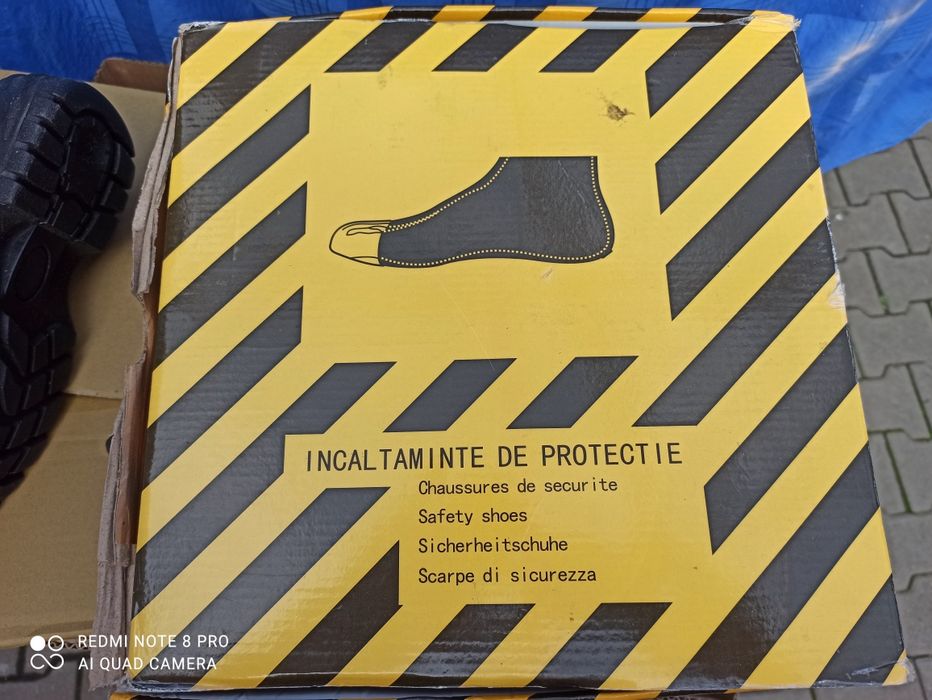 INCALTAMINTE DE PROTECTIE
Chaussures de securite
Safety shoes
Sicherheitschuhe
Scarpe di sicurezza
REDMI NOTE 8 PRO
AI QUAD CAMERA